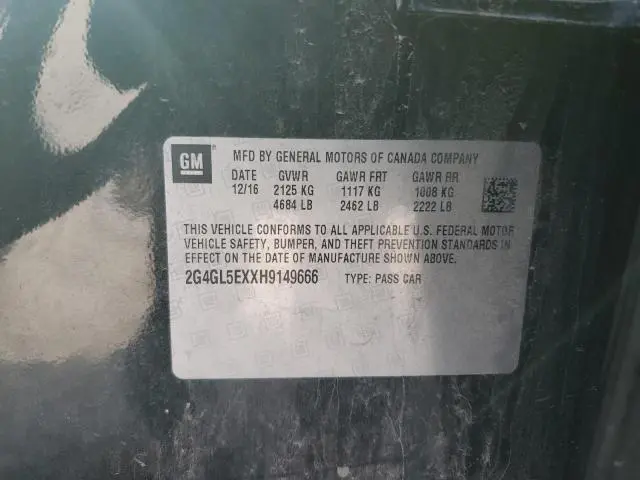 GM MFD BY GENERAL MOTORS OF CANADA COMPANY
DATE GVWR GAWR FRT GAWR RR
12/16 2125 KG 1117 KG 1008 KG
4684 LB 2462 LB 2222 LB
THIS VEHICLE CONFORMS TO ALL APPLICABLE U.S. FEDERAL MOTOR
VEHICLE SAFETY, BUMPER, AND THEFT PREVENTION STANDARDS IN
EFFECT ON THE DATE OF MANUFACTURE SHOWN ABOVE.
2G4GL5EXXH9149666 TYPE: PASS CAR